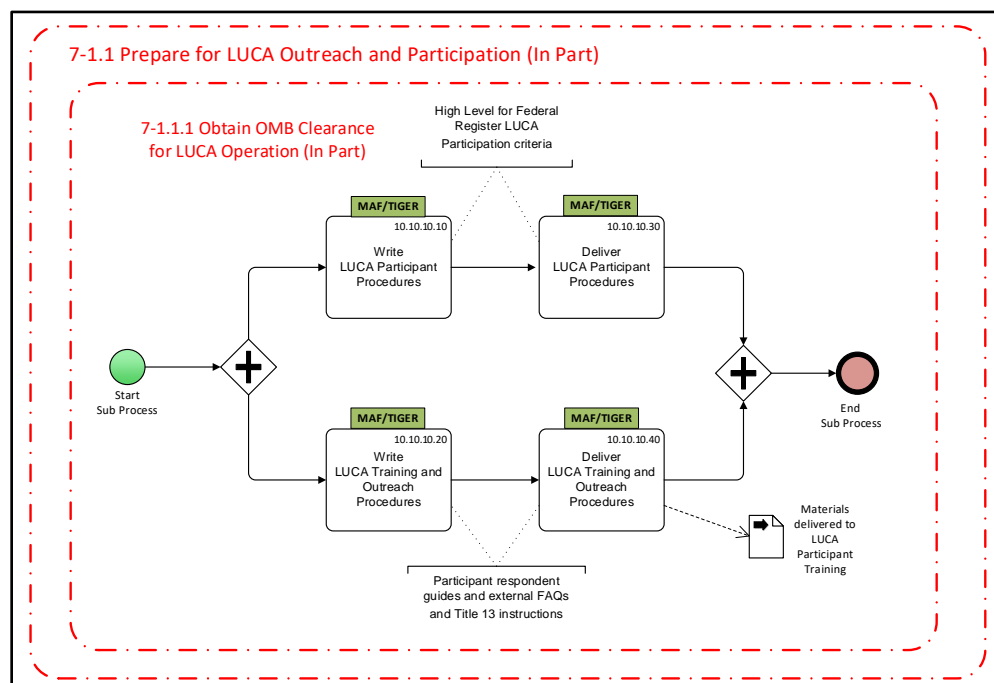 7-1.1 Prepare for LUCA Outreach and Participation (In Part)
7-1.1.1 Obtain OMB Clearance
for LUCA Operation (In Part)
High Level for Federal
Register LUCA
Participation criteria
MAF/TIGER
10.10.10.10
Write
LUCA Participant
Procedures
MAF/TIGER
10.10.10.30
Deliver
LUCA Participant
Procedures
Start
Sub Process
End
Sub Process
MAF/TIGER
10.10.10.20
Write
LUCA Training and
Outreach
Procedures
MAF/TIGER
10.10.10.40
Deliver
LUCA Training and
Outreach
Procedures
Materials
delivered to
LUCA
Participant
Training
Participant respondent
guides and external FAQs
and Title 13 instructions